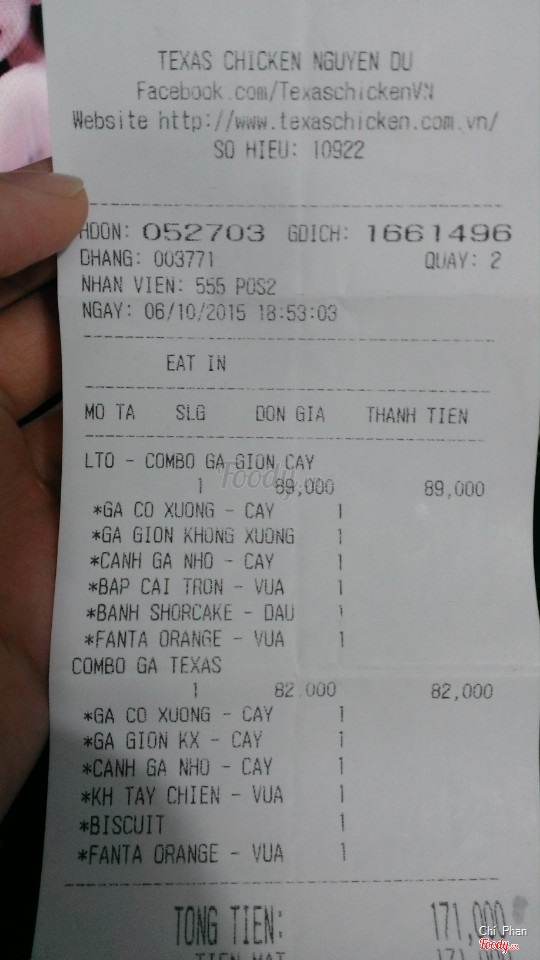 TEXAS CHICKEN NGUYEN DU
Facebook.com/TexaschickenVN
Website http://www.texaschicken.com.vn/
SO HIEU: 10922
HDON: 052703 GDICH: 1661496
DHANG: 003771 QUAY: 2
NHAN VIEN: 555 POS2
NGAY: 06/10/2015 18:53:03
EAT IN
MO TA SLG DON GIA THANH TIEN
LTO - COMBO GA GION CAY
Foody
1 89,000 89,000
*GA CO XUONG - CAY 1
*GA GION KHONG XUONG 1
*CANH GA NHO - CAY 1
*BAP CAI TRON - VUA 1
*BANH SHORCAKE - DAU 1
*FANTA ORANGE - VUA 1
COMBO GA TEXAS
1 82,000 82,000
*GA CO XUONG - CAY 1
*GA GION KX - CAY 1
*CANH GA NHO - CAY 1
*KH TAY CHIEN - VUA 1
*BISCUIT 1
*FANTA ORANGE - VUA 1
TONG TIEN: 171,000
Chi Phan
Foody
TIEN MAT 171,000